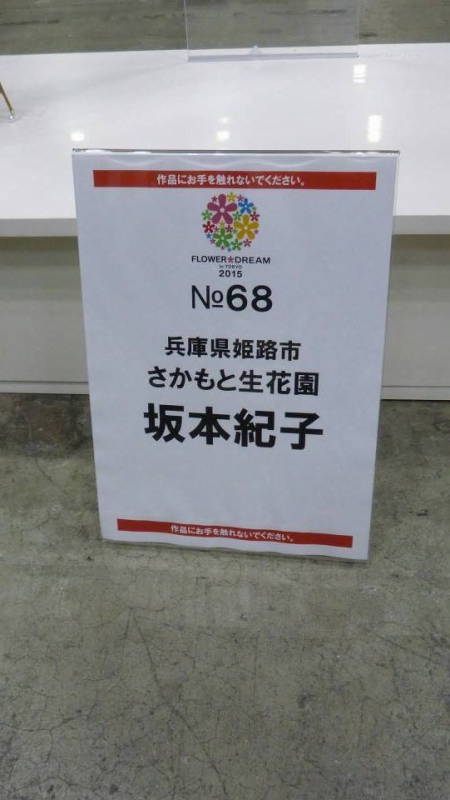 作品にお手を触れないでください。
FLOWER★DREAM
in TOKYO
2015
№68
兵庫県姫路市
さかもと生花園
坂本紀子
作品にお手を触れないでください。